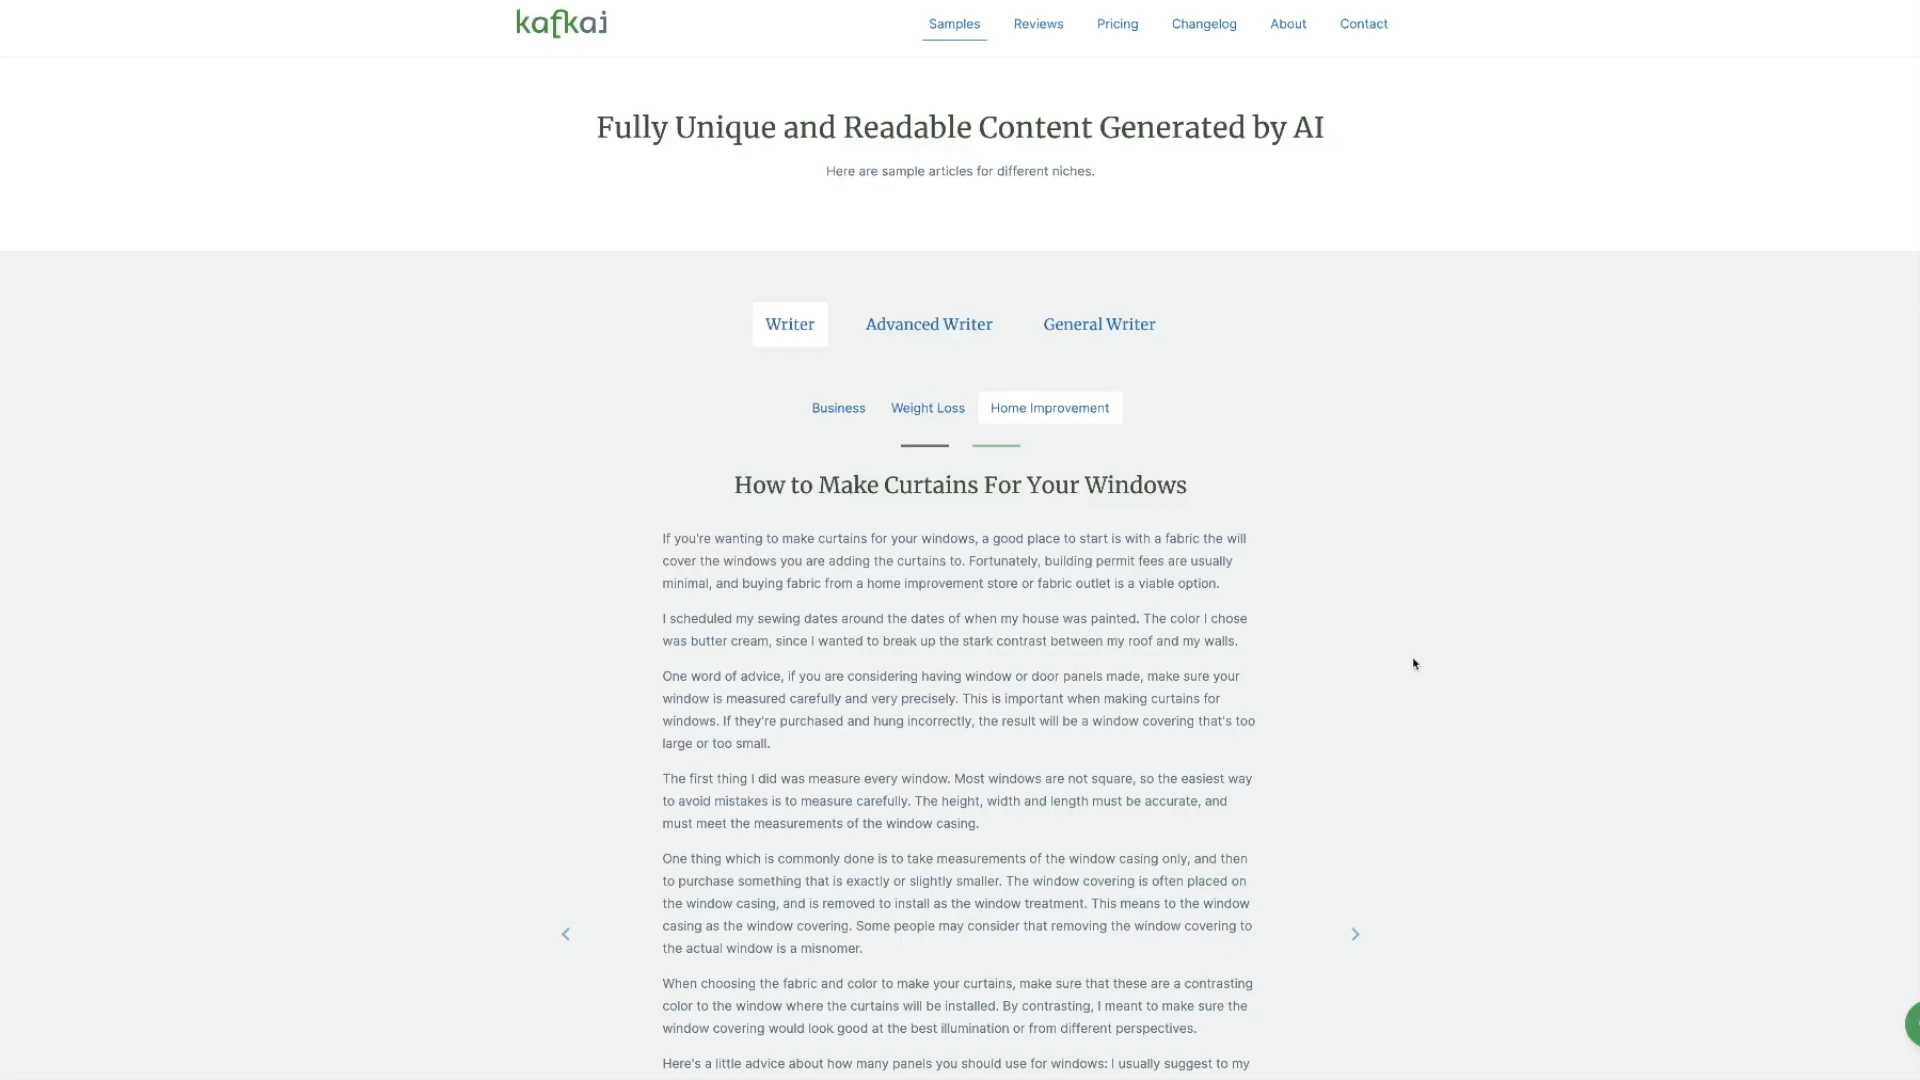 kafkai
Samples Reviews Pricing Changelog About Contact
Fully Unique and Readable Content Generated by AI
Here are sample articles for different niches.
Writer Advanced Writer General Writer
Business Weight Loss Home Improvement
How to Make Curtains For Your Windows
If you're wanting to make curtains for your windows, a good place to start is with a fabric the will
cover the windows you are adding the curtains to. Fortunately, building permit fees are usually
minimal, and buying fabric from a home improvement store or fabric outlet is a viable option.
I scheduled my sewing dates around the dates of when my house was painted. The color I chose
was butter cream, since I wanted to break up the stark contrast between my roof and my walls.
One word of advice, if you are considering having window or door panels made, make sure your
window is measured carefully and very precisely. This is important when making curtains for
windows. If they're purchased and hung incorrectly, the result will be a window covering that's too
large or too small.
The first thing I did was measure every window. Most windows are not square, so the easiest way
to avoid mistakes is to measure carefully. The height, width and length must be accurate, and
must meet the measurements of the window casing.
One thing which is commonly done is to take measurements of the window casing only, and then
to purchase something that is exactly or slightly smaller. The window covering is often placed on
the window casing, and is removed to install as the window treatment. This means to the window
casing as the window covering. Some people may consider that removing the window covering to
the actual window is a misnomer.
When choosing the fabric and color to make your curtains, make sure that these are a contrasting
color to the window where the curtains will be installed. By contrasting, I meant to make sure the
window covering would look good at the best illumination or from different perspectives.
Here's a little advice about how many panels you should use for windows: I usually suggest to my